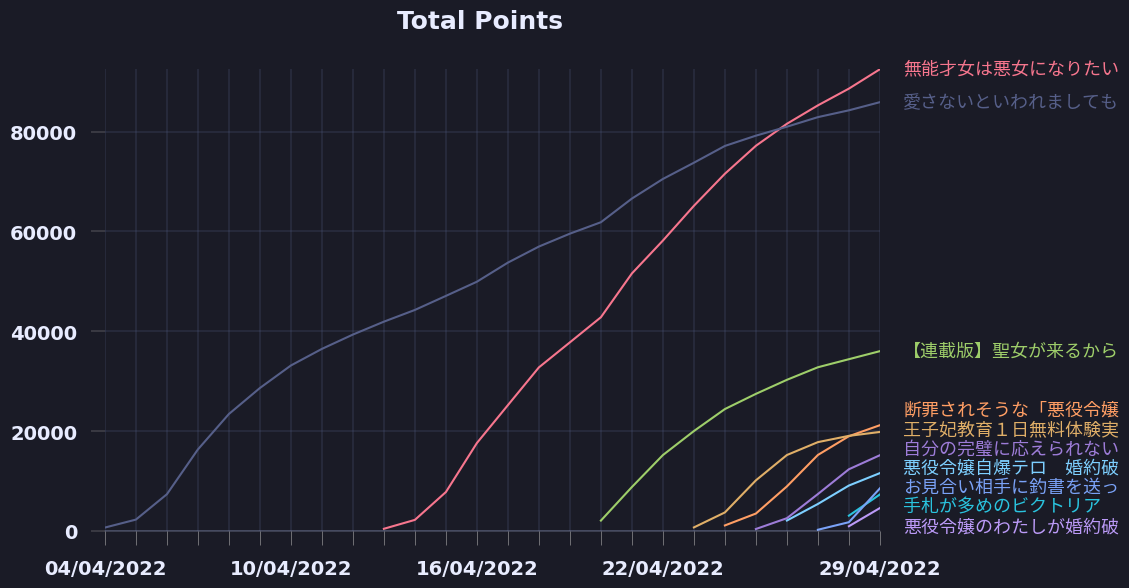 Total Points
無能才女は悪女になりたい
愛さないといわれましても
80000
60000
40000
【連載版】聖女が来るから
断罪されそうな「悪役令嬢
20000
王子妃教育１日無料体験実
自分の完璧に応えられない
悪役令嬢自爆テロ　婚約破
お見合い相手に釣書を送っ
手札が多めのビクトリア
悪役令嬢のわたしが婚約破
0
04/04/2022
10/04/2022
16/04/2022
22/04/2022
29/04/2022